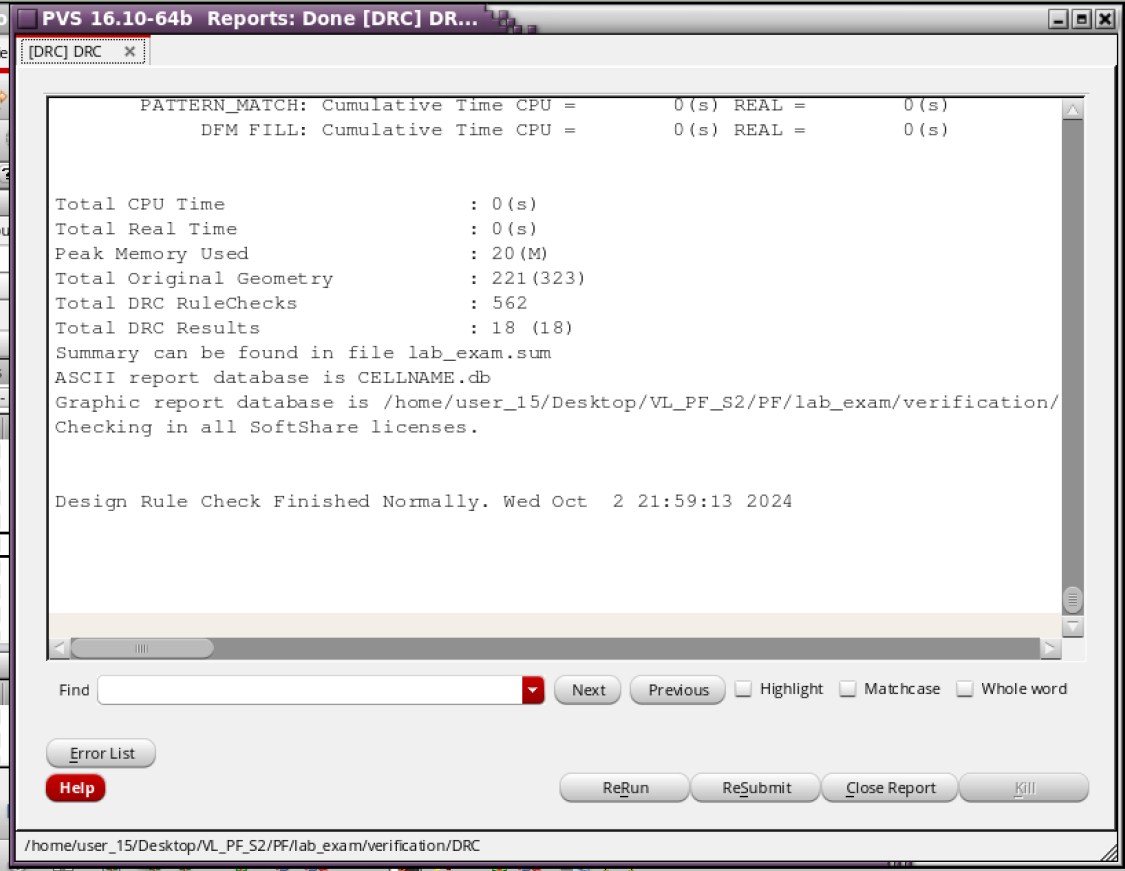 PVS 16.10-64b Reports: Done [DRC] DR...
[DRC] DRC
PATTERN_MATCH: Cumulative Time CPU = 0(s) REAL = 0(s)
DFM FILL: Cumulative Time CPU = 0(s) REAL = 0(s)
Total CPU Time : 0(s)
Total Real Time : 0(s)
Peak Memory Used : 20(M)
Total Original Geometry : 221(323)
Total DRC RuleChecks : 562
Total DRC Results : 18 (18)
Summary can be found in file lab_exam.sum
ASCII report database is CELLNAME.db
Graphic report database is /home/user_15/Desktop/VL_PF_S2/PF/lab_exam/verification/
Checking in all SoftShare licenses.
Design Rule Check Finished Normally. Wed Oct 2 21:59:13 2024
Find Next Previous Highlight Matchcase Whole word
Error List
Help ReRun ReSubmit Close Report Kill
/home/user_15/Desktop/VL_PF_S2/PF/lab_exam/verification/DRC